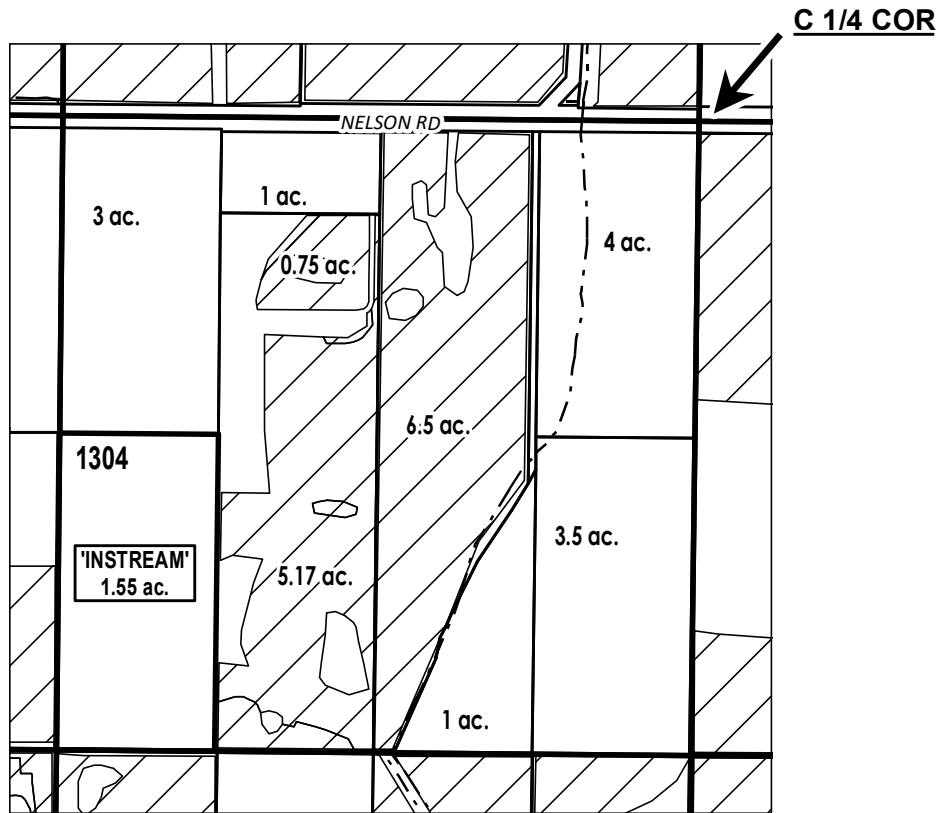 C 1/4 COR
NELSON RD
1 ac.
3 ac.
4 ac.
0.75 ac.
6.5 ac.
1304
3.5 ac.
'INSTREAM'
1.55 ac.
5.17 ac.
1 ac.